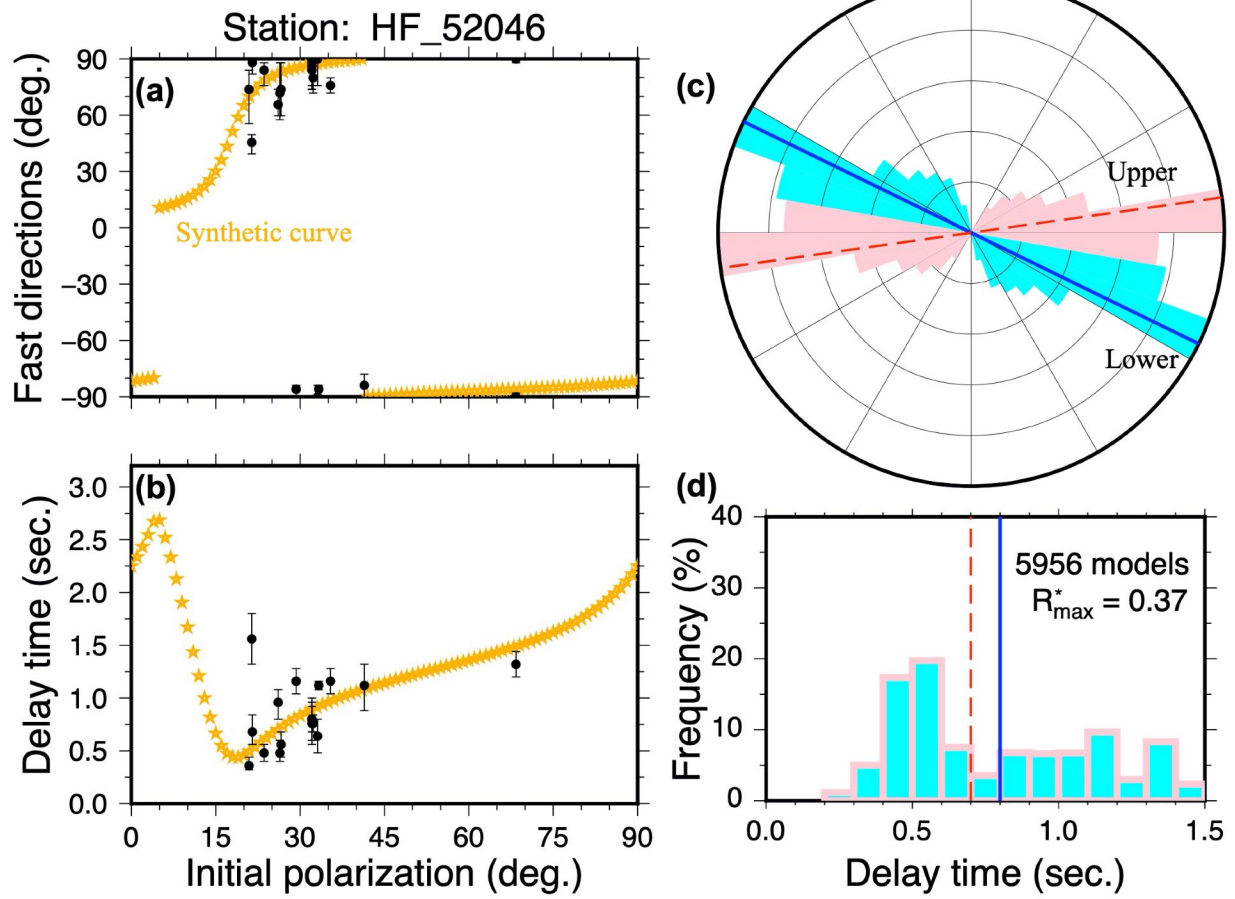 Station: HF_52046
(a)
Fast directions (deg.)
90
60
30
0
−30
−60
−90
Synthetic curve
(b)
Delay time (sec.)
3.0
2.5
2.0
1.5
1.0
0.5
0.0
0 15 30 45 60 75 90
Initial polarization (deg.)
(c)
Upper
Lower
(d)
Frequency (%)
40
30
20
10
0
5956 models
R*max = 0.37
0.0 0.5 1.0 1.5
Delay time (sec.)